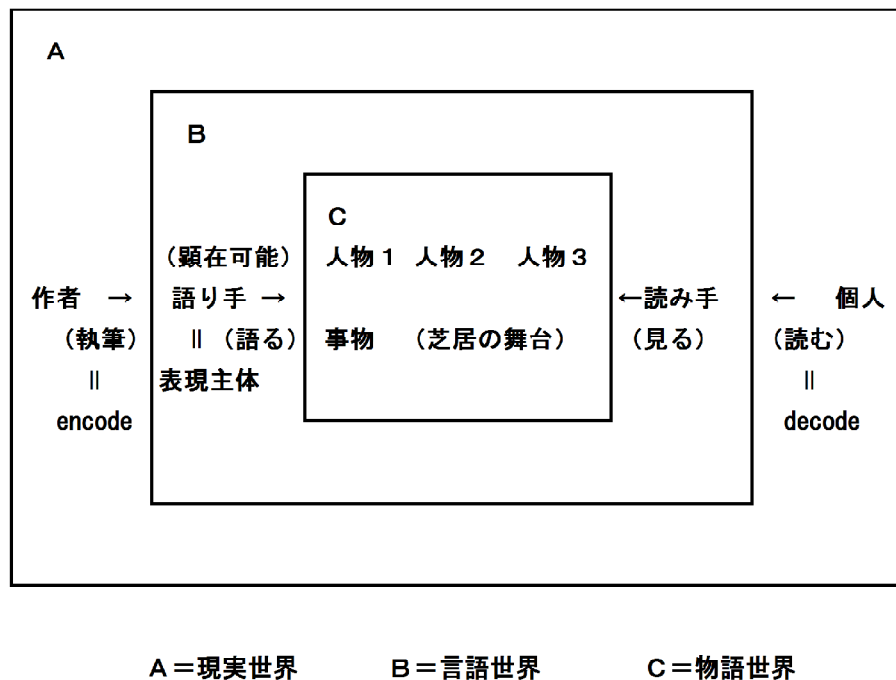 A
B
C
（顕在可能） 人物１ 人物２ 人物３
作者 → 語り手 → ←読み手 ← 個人
（執筆） ॥ （語る） 事物 （芝居の舞台） （見る） （読む）
॥ 表現主体 ॥
encode decode
A＝現実世界 B＝言語世界 C＝物語世界